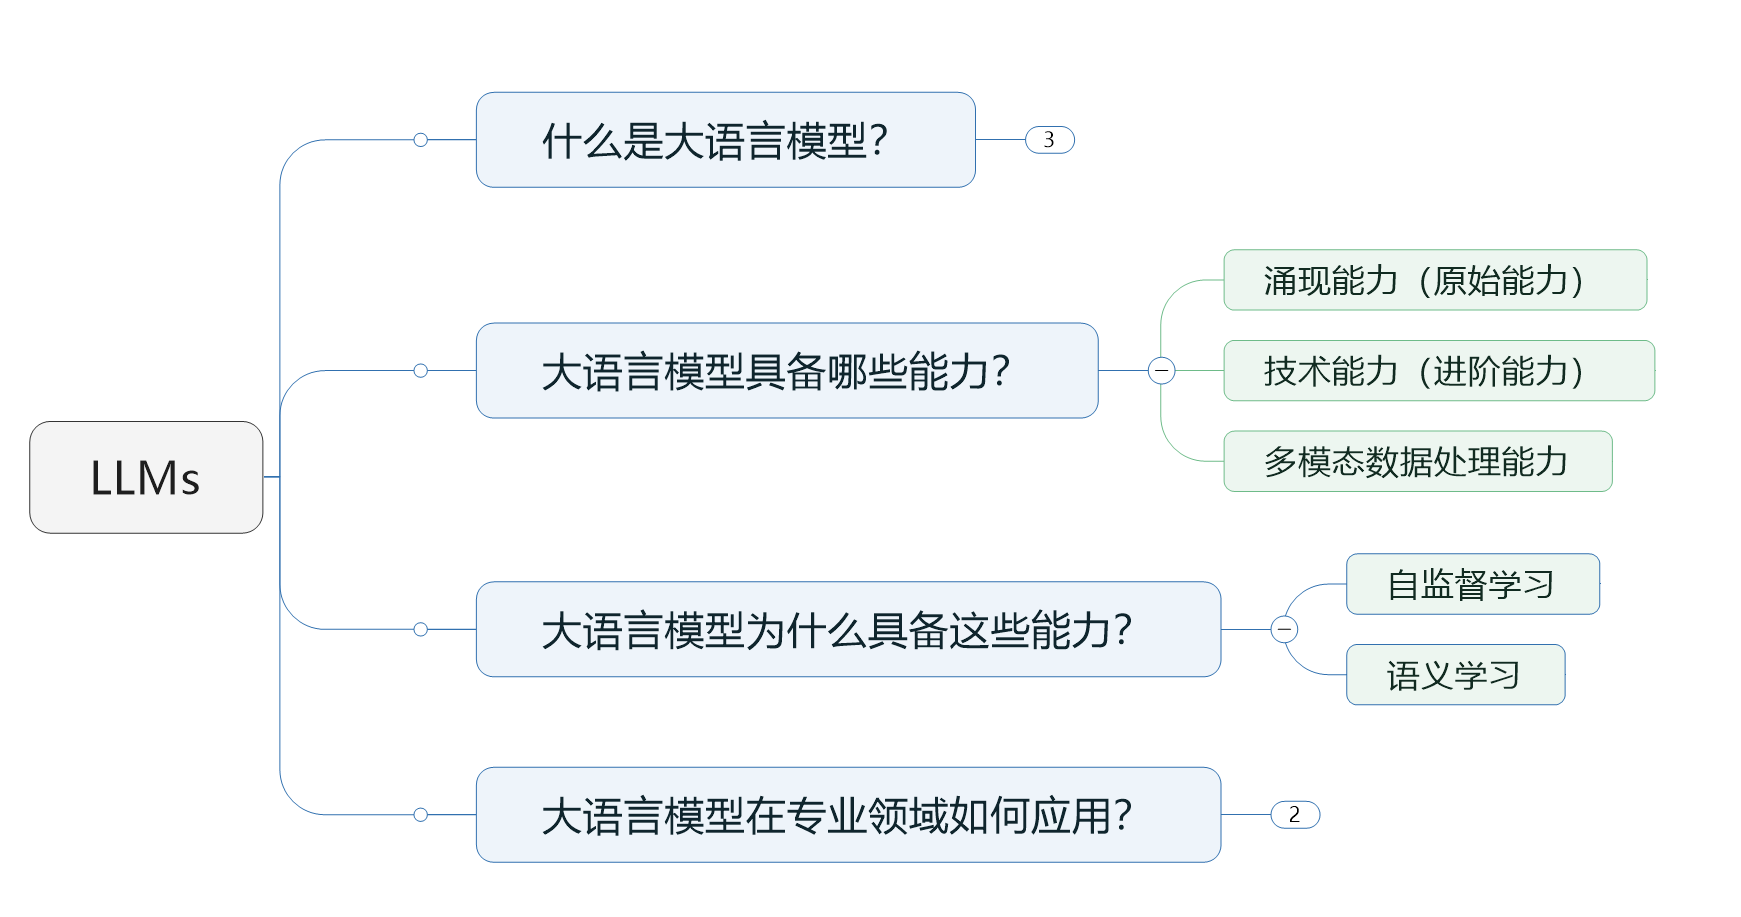 LLMs
什么是大语言模型？
3
大语言模型具备哪些能力？
涌现能力（原始能力）
技术能力（进阶能力）
多模态数据处理能力
大语言模型为什么具备这些能力？
自监督学习
语义学习
大语言模型在专业领域如何应用？
2